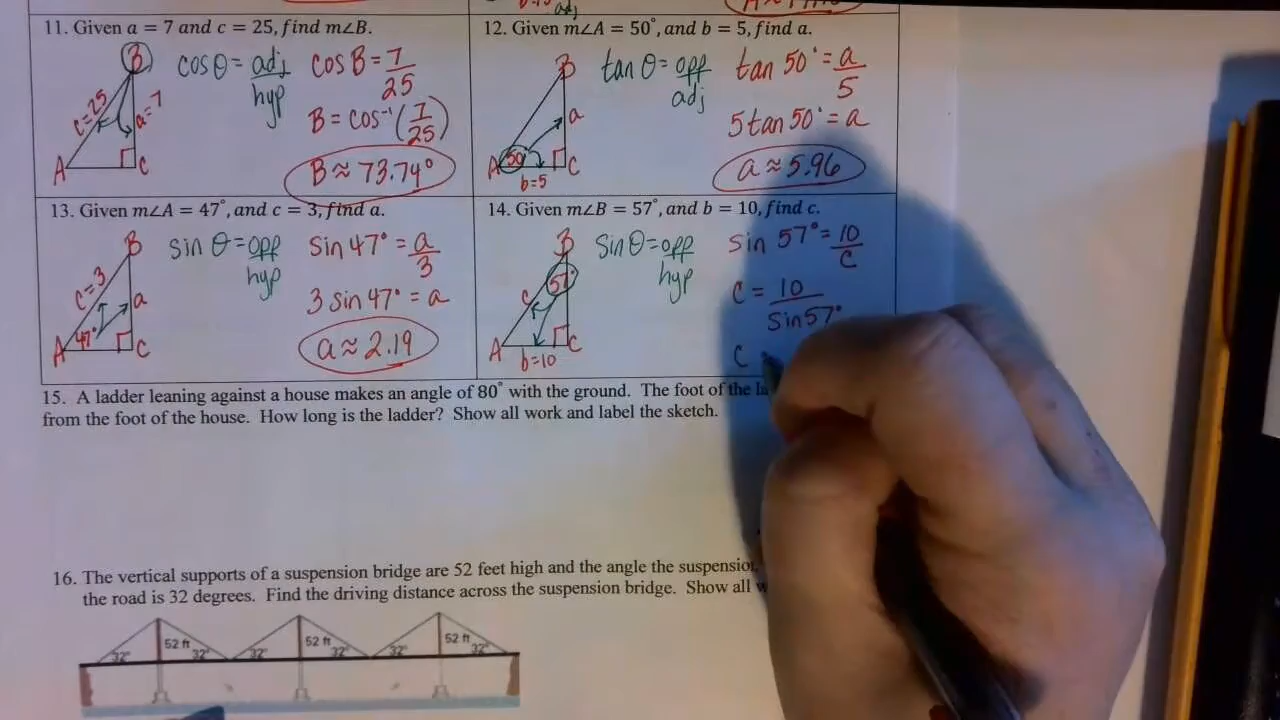 adj
11. Given a = 7 and c = 25, find m∠B.
B
c=25
a=7
A
C
cosθ = adj
hyp
cos B = 7
25
B = cos⁻¹(7/25)
B ≈ 73.74°
12. Given m∠A = 50°, and b = 5, find a.
B
a
A
50°
C
b=5
tan θ = opp
adj
tan 50° = a
5
5 tan 50° = a
a ≈ 5.96
13. Given m∠A = 47°, and c = 3, find a.
B
c=3
a
A
47°
C
sin θ = opp
hyp
sin 47° = a
3
3 sin 47° = a
a ≈ 2.19
14. Given m∠B = 57°, and b = 10, find c.
B
57°
c
A
C
b=10
Sin θ = opp
hyp
sin 57° = 10
c
c = 10
sin 57°
c
15. A ladder leaning against a house makes an angle of 80° with the ground. The foot of the
from the foot of the house. How long is the ladder? Show all work and label the sketch.
16. The vertical supports of a suspension bridge are 52 feet high and the angle the
the road is 32 degrees. Find the driving distance across the suspension bridge. Show all
52 ft 52 ft 52 ft
32° 32° 32° 32° 32° 32°